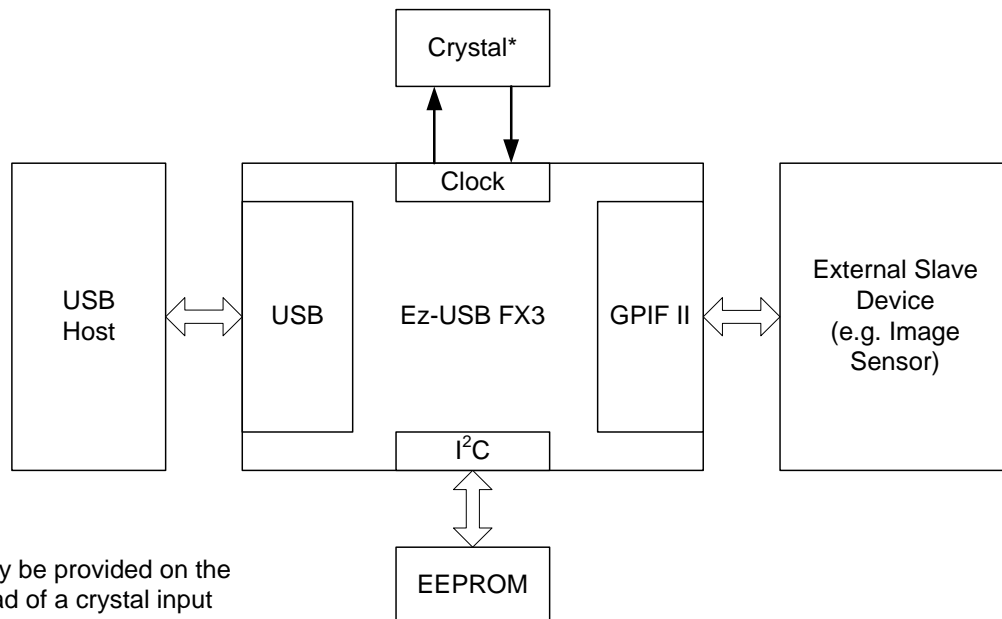 Crystal*
Clock
USB
Host
USB
Ez-USB FX3
GPIF II
External Slave
Device
(e.g. Image
Sensor)
I²C
EEPROM
be provided on the
of a crystal input